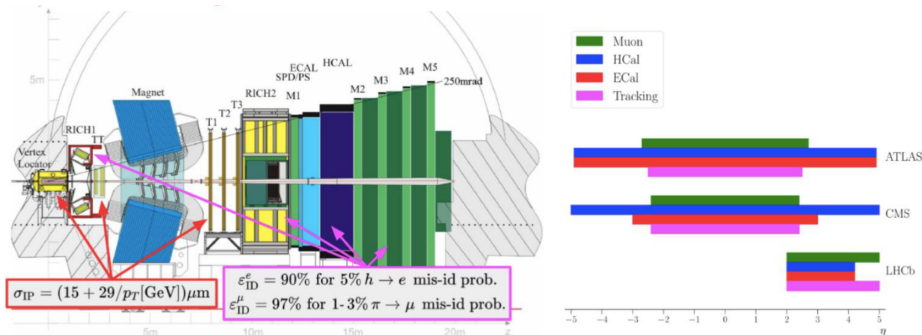 ECAL HCAL
SPD/PS
M1 M2 M3 M4 M5
250mrad
5m
Magnet
RICH2
T1 T2 T3
RICH1
TT
Vertex
Locator
σ_IP = (15 + 29/p_T[GeV])μm
ε^e_ID = 90% for 5% h → e mis-id prob.
ε^μ_ID = 97% for 1-3% π → μ mis-id prob.
5m 10m 15m 20m z
Muon
HCal
ECal
Tracking
ATLAS
CMS
LHCb
−5 −4 −3 −2 −1 0 1 2 3 4 5
η